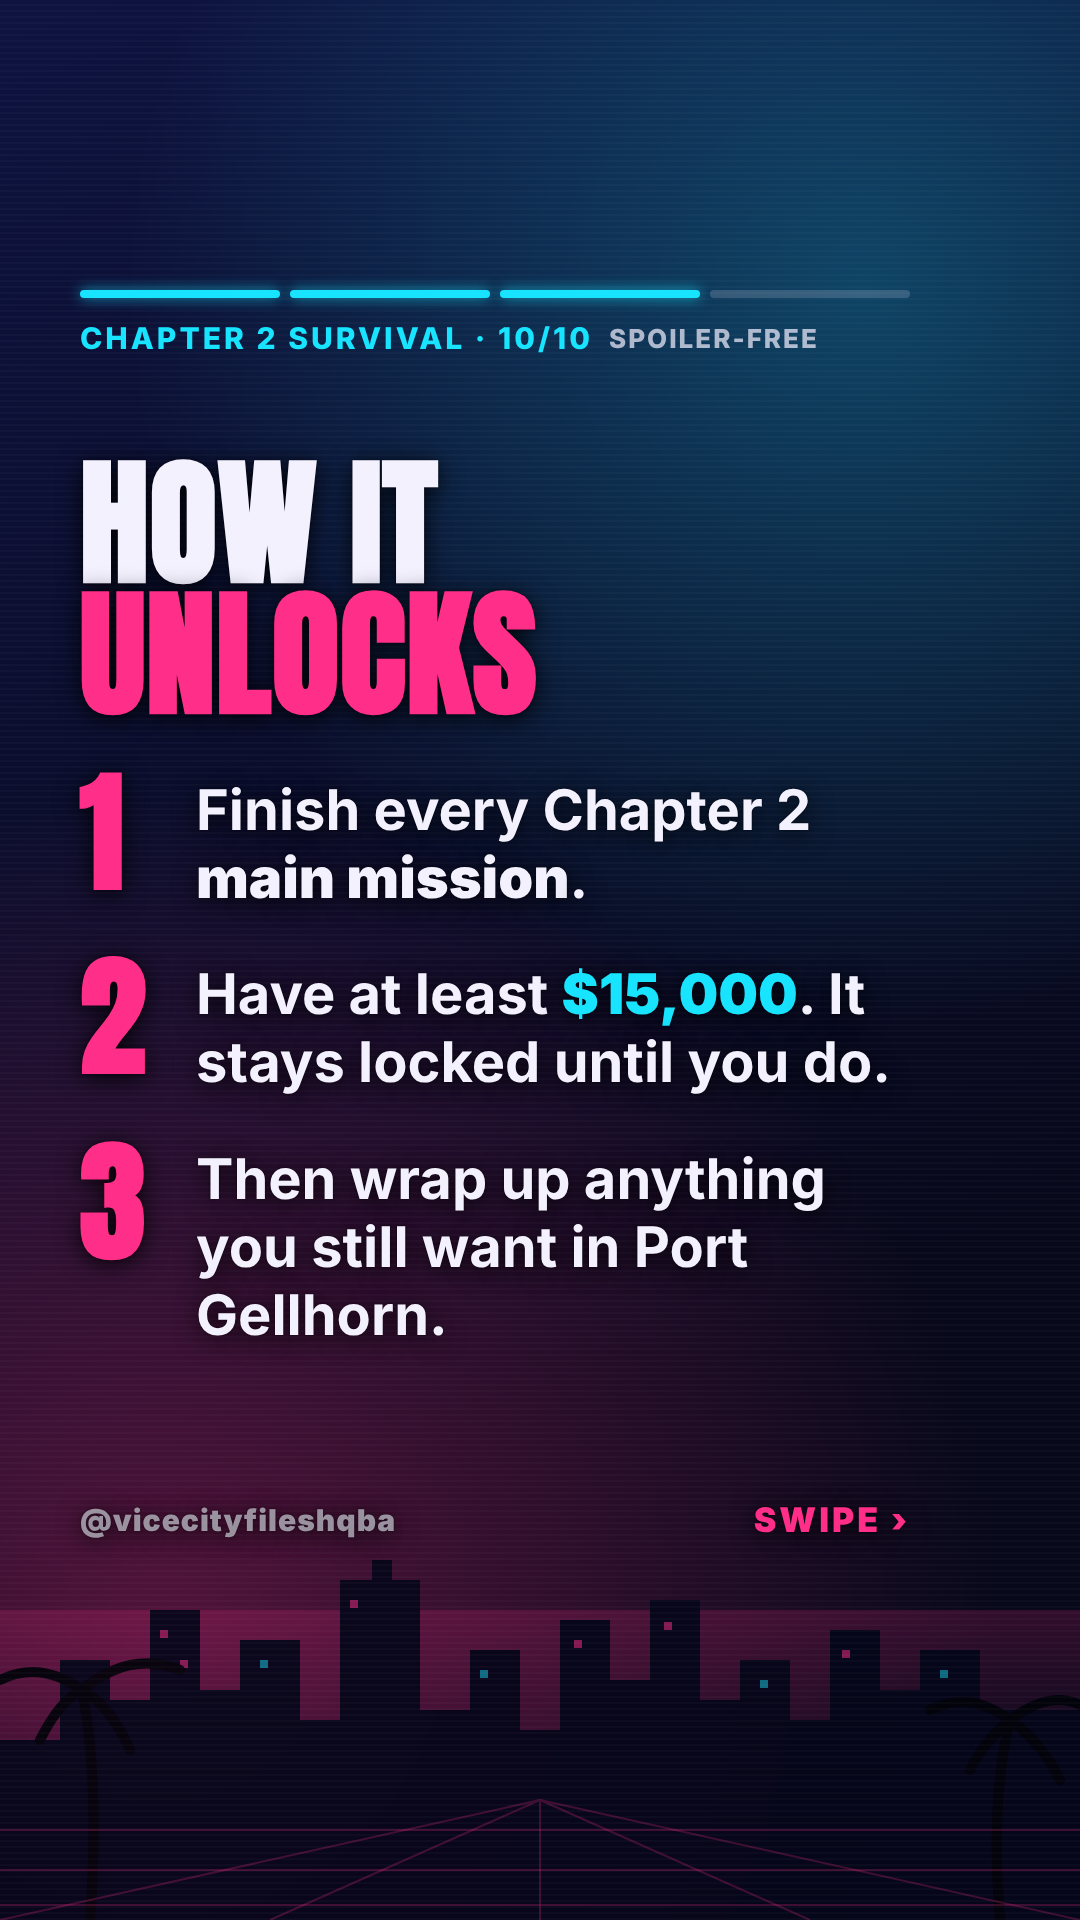 CHAPTER 2 SURVIVAL · 10/10 SPOILER-FREE
HOW IT
UNLOCKS
1 Finish every Chapter 2
main mission.
2 Have at least $15,000. It
stays locked until you do.
3 Then wrap up anything
you still want in Port
Gellhorn.
@vicecityfileshqba SWIPE ›